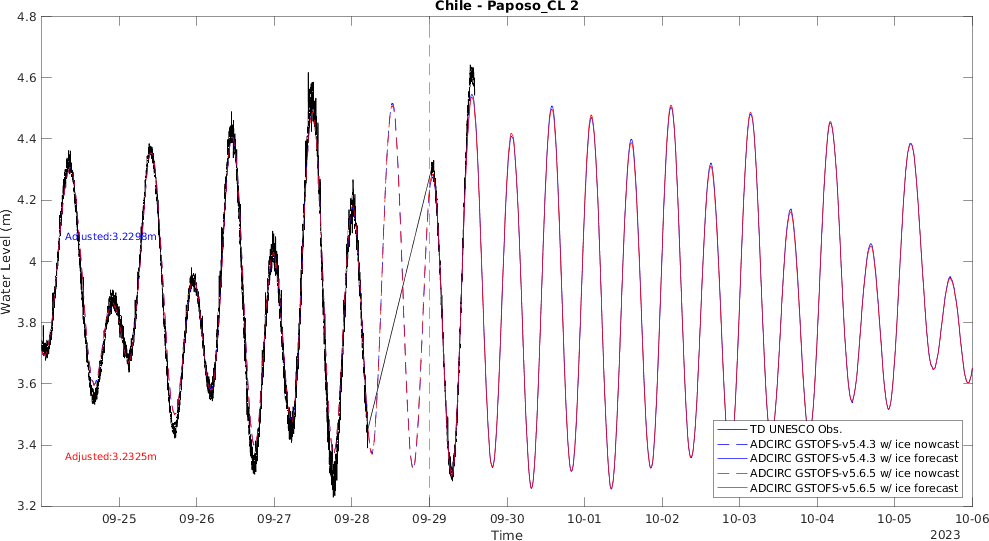 Chile - Paposo_CL 2
4.8
4.6
4.4
4.2
4
3.8
3.6
3.4
3.2
Water Level (m)
Adjusted:3.2298m
Adjusted:3.2325m
TD UNESCO Obs.
ADCIRC GSTOFS-v5.4.3 w/ ice nowcast
ADCIRC GSTOFS-v5.4.3 w/ ice forecast
ADCIRC GSTOFS-v5.6.5 w/ ice nowcast
ADCIRC GSTOFS-v5.6.5 w/ ice forecast
09-25 09-26 09-27 09-28 09-29 09-30 10-01 10-02 10-03 10-04 10-05 10-06
Time
2023